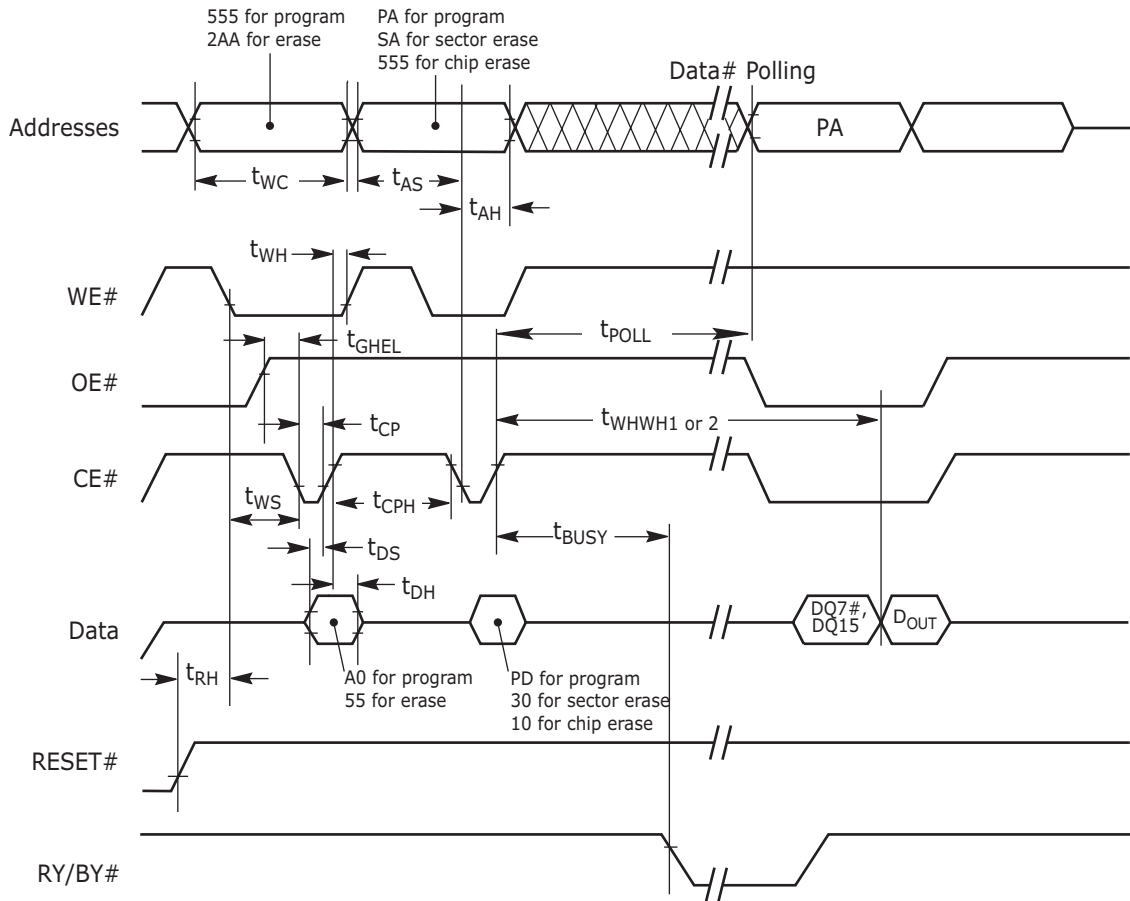 555 for program
2AA for erase
PA for program
SA for sector erase
555 for chip erase
Data# Polling
Addresses
PA
tWC
tAS
tAH
tWH
WE#
tPOLL
tGHEL
OE#
tWHWH1 or 2
tCP
CE#
tWS
tCPH
tBUSY
tDS
tDH
Data
DQ7#,
DQ15
DOUT
tRH
A0 for program
55 for erase
PD for program
30 for sector erase
10 for chip erase
RESET#
RY/BY#